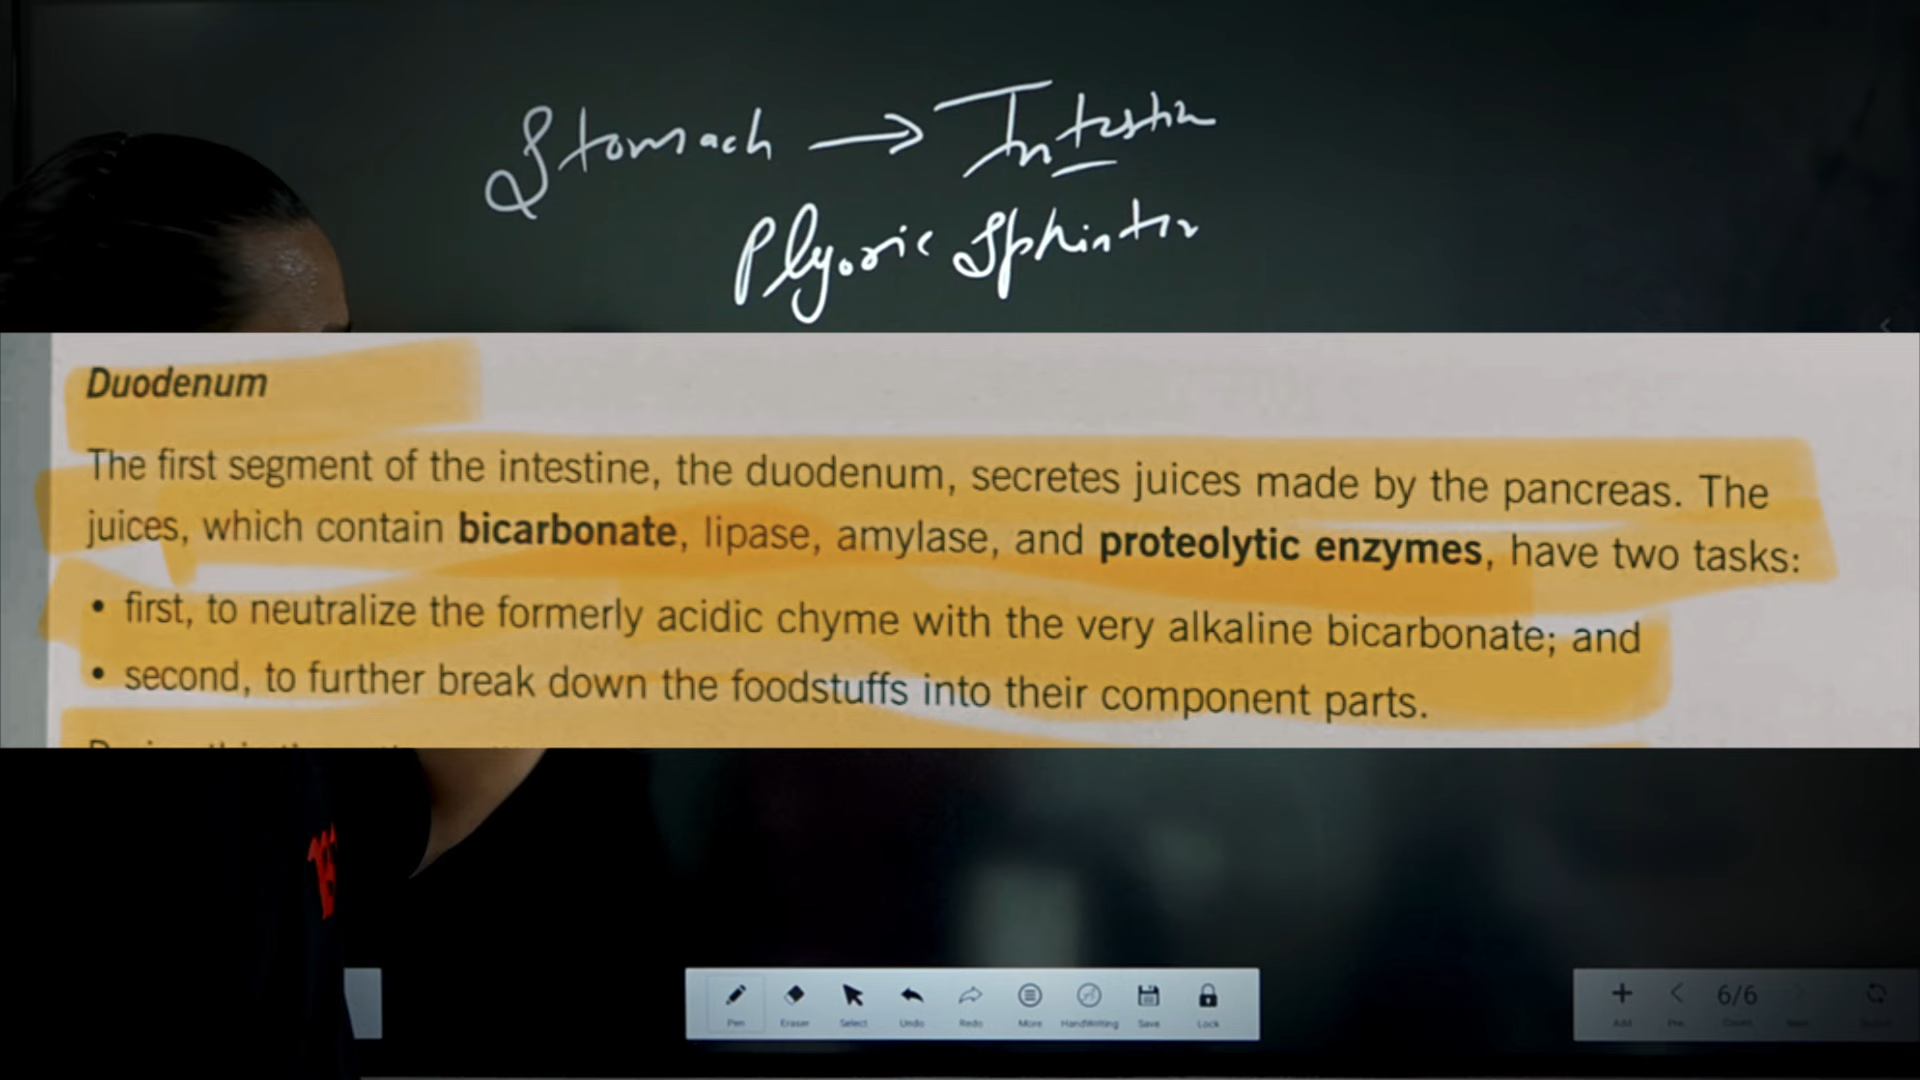 Stomach → Intestin
Plyoric Sphinter
Duodenum
The first segment of the intestine, the duodenum, secretes juices made by the pancreas. The
juices, which contain bicarbonate, lipase, amylase, and proteolytic enzymes, have two tasks:
• first, to neutralize the formerly acidic chyme with the very alkaline bicarbonate; and
• second, to further break down the foodstuffs into their component parts.
Pen Eraser Select Undo Redo More HandWriting Save Lock
6/6
Add Pre